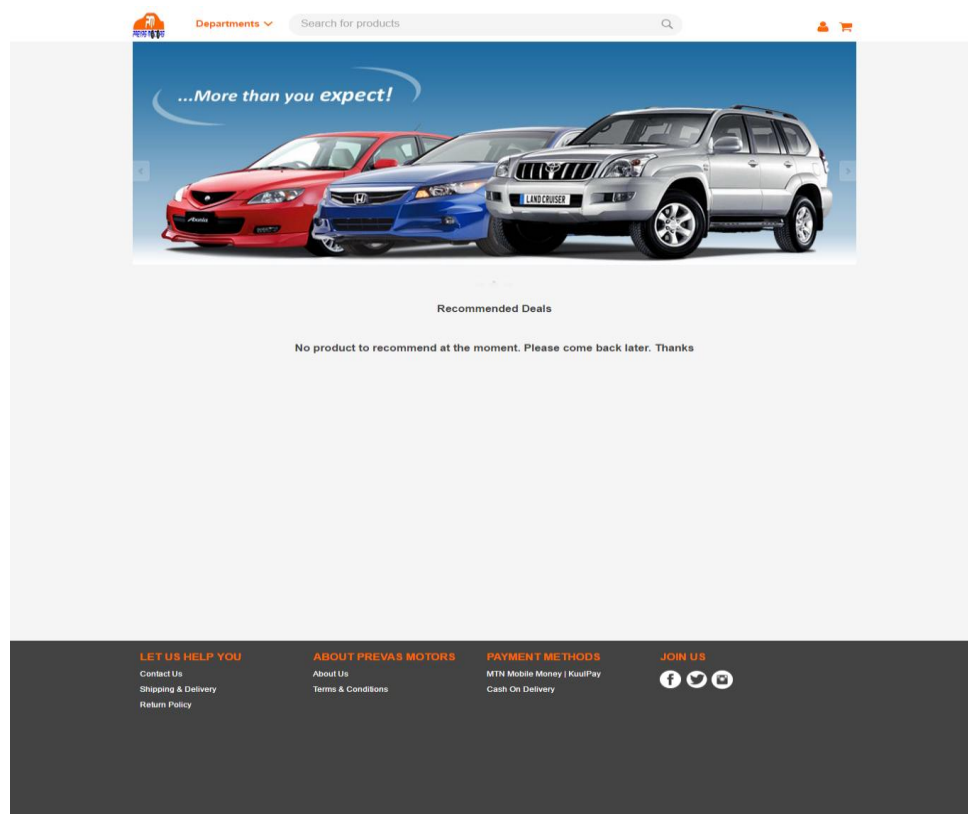 PREVAS MOTORS
Departments
Search for products
...More than you expect!
Axela
LAND CRUISER
Recommended Deals
No product to recommend at the moment. Please come back later. Thanks
LET US HELP YOU
Contact Us
Shipping & Delivery
Return Policy
ABOUT PREVAS MOTORS
About Us
Terms & Conditions
PAYMENT METHODS
MTN Mobile Money | KuulPay
Cash On Delivery
JOIN US